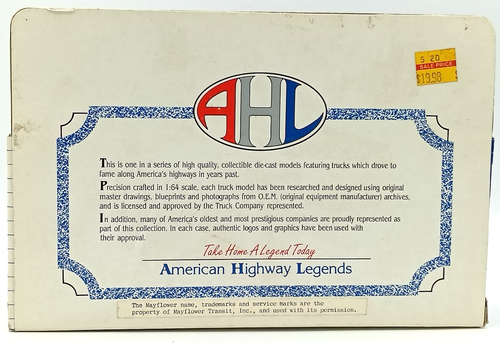 5 20
SALE PRICE
$19.98
AHL
This is one in a series of high quality, collectible die-cast models featuring trucks which drove to
fame along America's highways in years past.
Precision crafted in 1:64 scale, each truck model has been researched and designed using original
master drawings, blueprints and photographs from O.E.M. (original equipment manufacturer) archives,
and is licensed and approved by the Truck Company represented.
In addition, many of America's oldest and most prestigious companies are proudly represented as
part of this collection. In each case, authentic logos and graphics have been used with
their approval.
Take Home A Legend Today
American Highway Legends
The Mayflower name, trademarks and service marks are the
property of Mayflower Transit, Inc., and used with its permission.